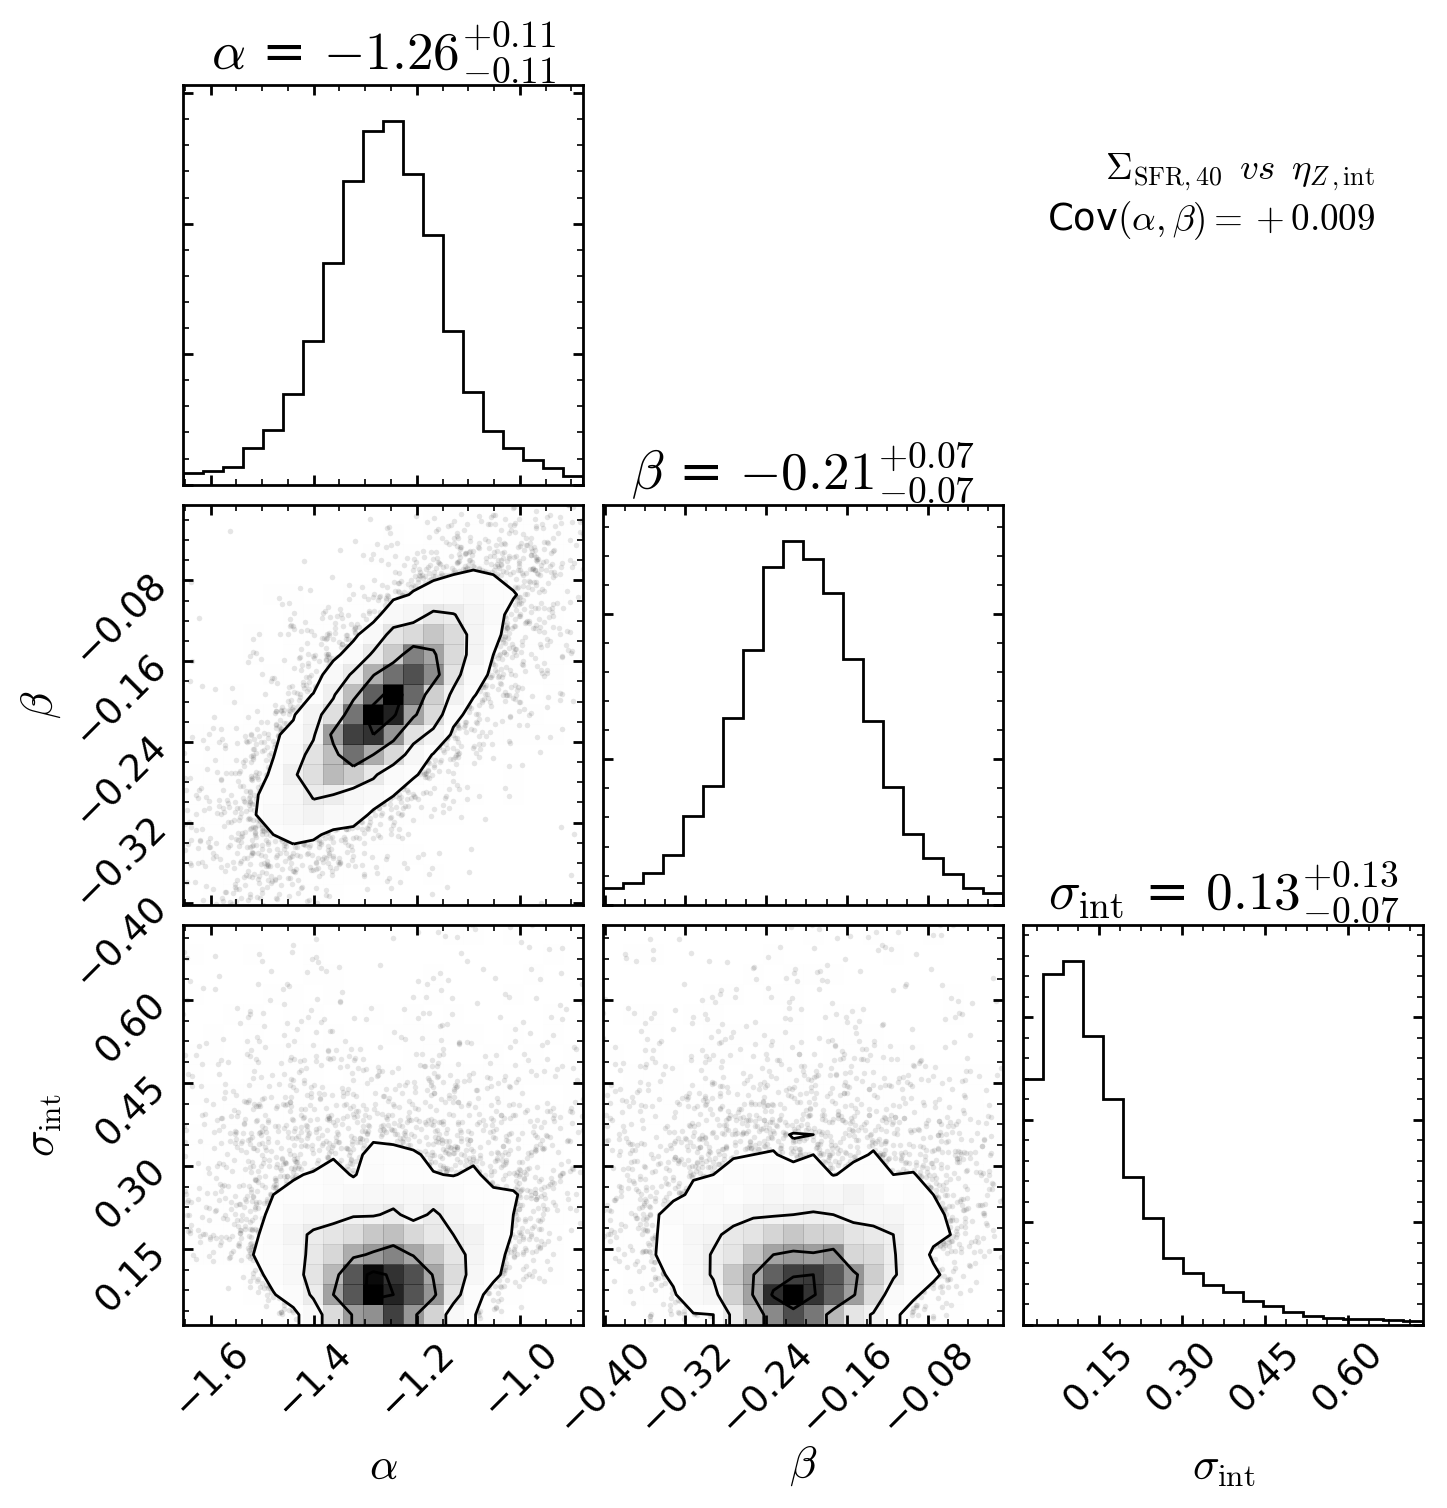 α = −1.26 +0.11 −0.11
Σ_SFR,40 vs η_Z,int
Cov(α, β) = +0.009
β = −0.21 +0.07 −0.07
β
−0.08
−0.16
−0.24
−0.32
−0.40
σ_int = 0.13 +0.13 −0.07
σ_int
0.60
0.45
0.30
0.15
−1.6 −1.4 −1.2 −1.0
−0.40 −0.32 −0.24 −0.16 −0.08
0.15 0.30 0.45 0.60
α β σ_int